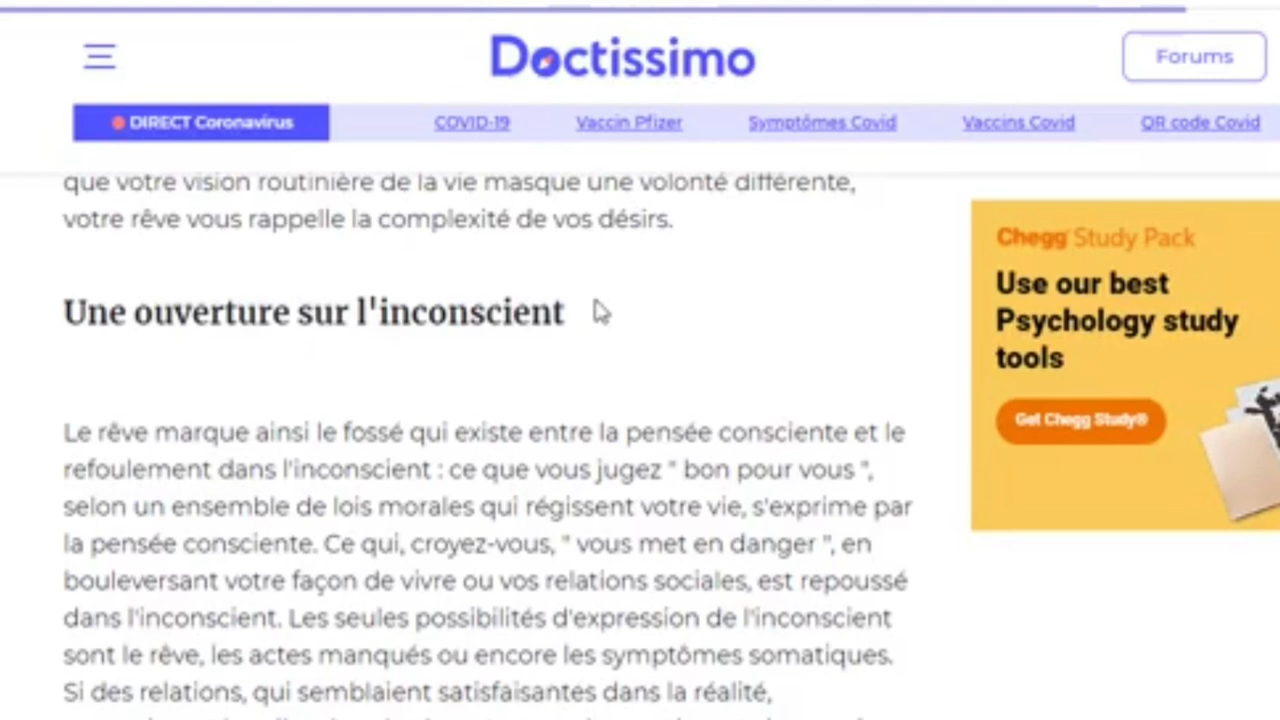 Doctissimo
Forums
DIRECT Coronavirus
COVID-19
Vaccin Pfizer
Symptômes Covid
Vaccins Covid
QR code Covid
que votre vision routinière de la vie masque une volonté différente,
votre rêve vous rappelle la complexité de vos désirs.
Une ouverture sur l'inconscient
Le rêve marque ainsi le fossé qui existe entre la pensée consciente et le
refoulement dans l'inconscient : ce que vous jugez " bon pour vous ",
selon un ensemble de lois morales qui régissent votre vie, s'exprime par
la pensée consciente. Ce qui, croyez-vous, " vous met en danger ", en
bouleversant votre façon de vivre ou vos relations sociales, est repoussé
dans l'inconscient. Les seules possibilités d'expression de l'inconscient
sont le rêve, les actes manqués ou encore les symptômes somatiques.
Si des relations, qui semblaient satisfaisantes dans la réalité,
Chegg Study Pack
Use our best
Psychology study
tools
Get Chegg Study®